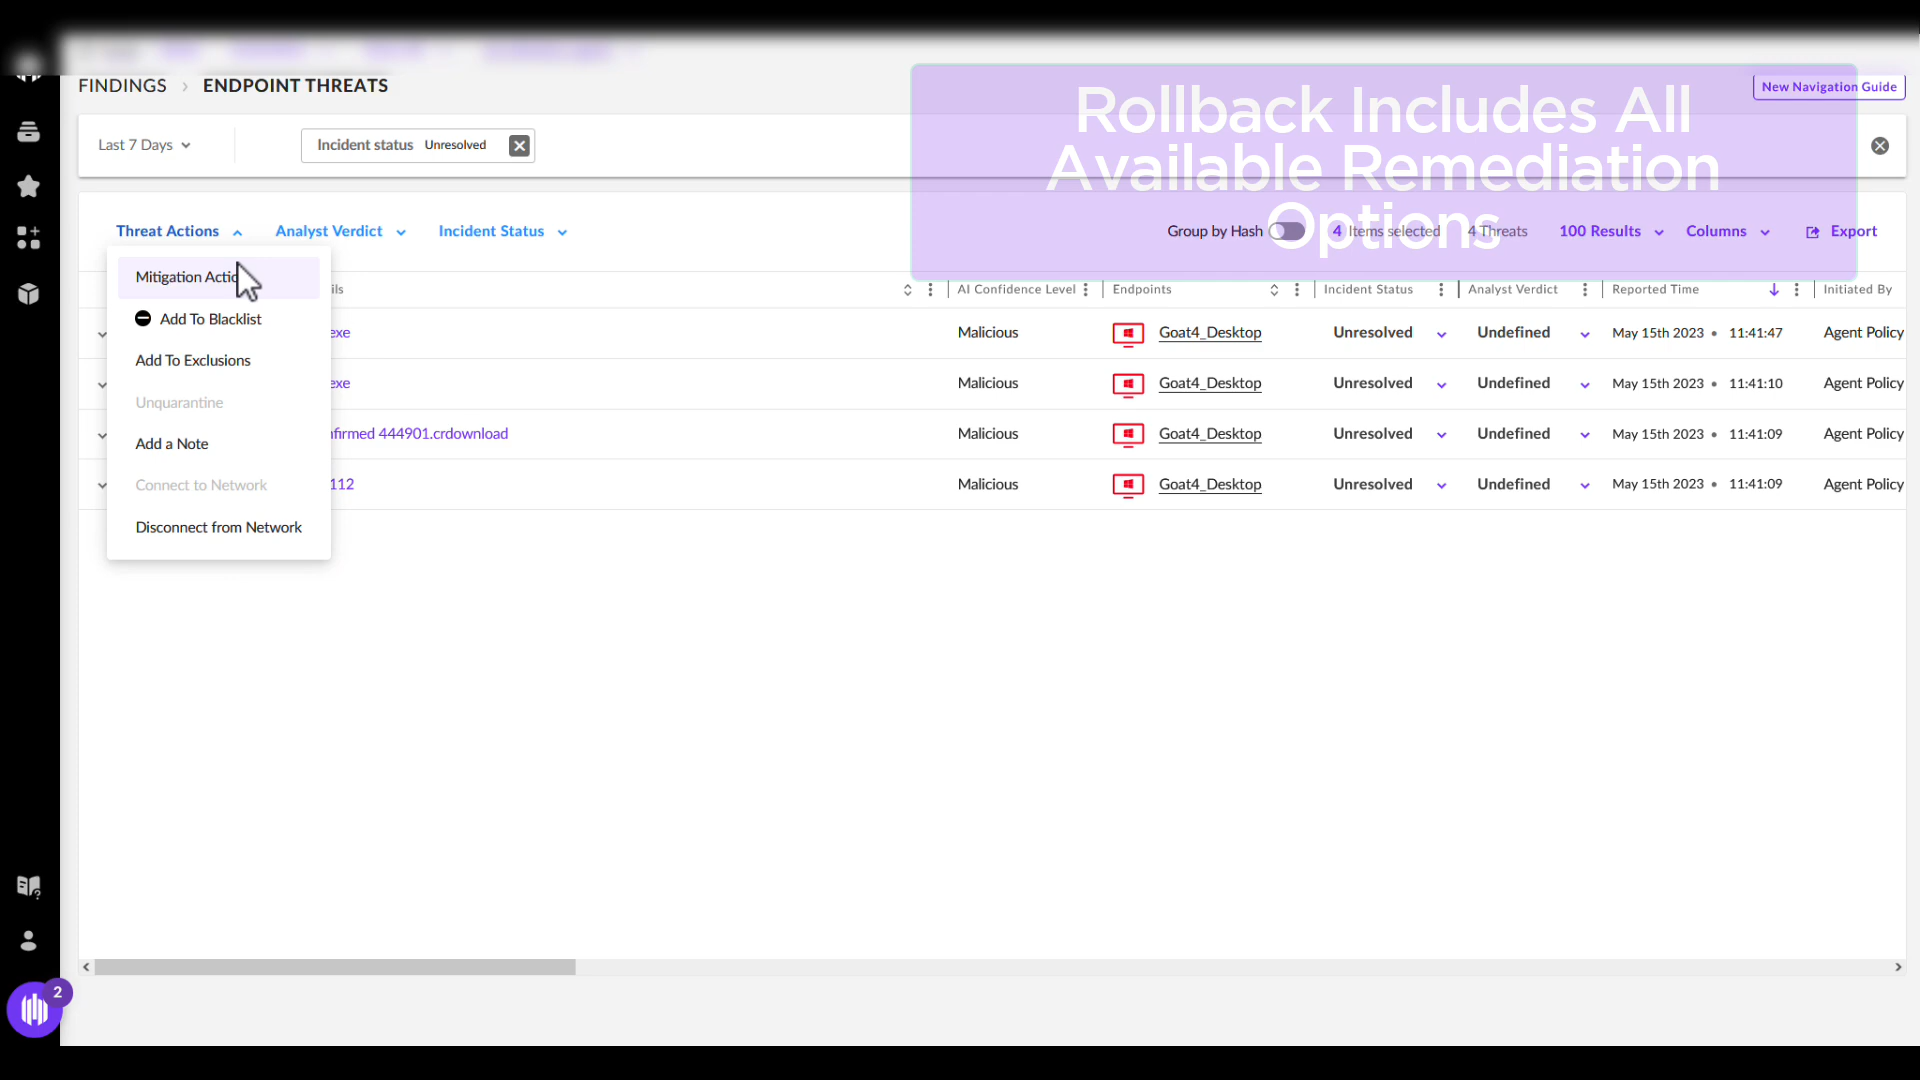 FINDINGS > ENDPOINT THREATS
New Navigation Guide
Rollback Includes All
Available Remediation
Options
Last 7 Days
Incident status Unresolved
Threat Actions
Analyst Verdict
Incident Status
Group by Hash
4 Items selected
4 Threats
100 Results
Columns
Export
Mitigation Actio
Add To Blacklist
Add To Exclusions
Unquarantine
Add a Note
Connect to Network
Disconnect from Network
ils AI Confidence Level Endpoints Incident Status Analyst Verdict Reported Time Initiated By
exe Malicious Goat4_Desktop Unresolved Undefined May 15th 2023 • 11:41:47 Agent Policy
exe Malicious Goat4_Desktop Unresolved Undefined May 15th 2023 • 11:41:10 Agent Policy
nfirmed 444901.crdownload Malicious Goat4_Desktop Unresolved Undefined May 15th 2023 • 11:41:09 Agent Policy
112 Malicious Goat4_Desktop Unresolved Undefined May 15th 2023 • 11:41:09 Agent Policy
2